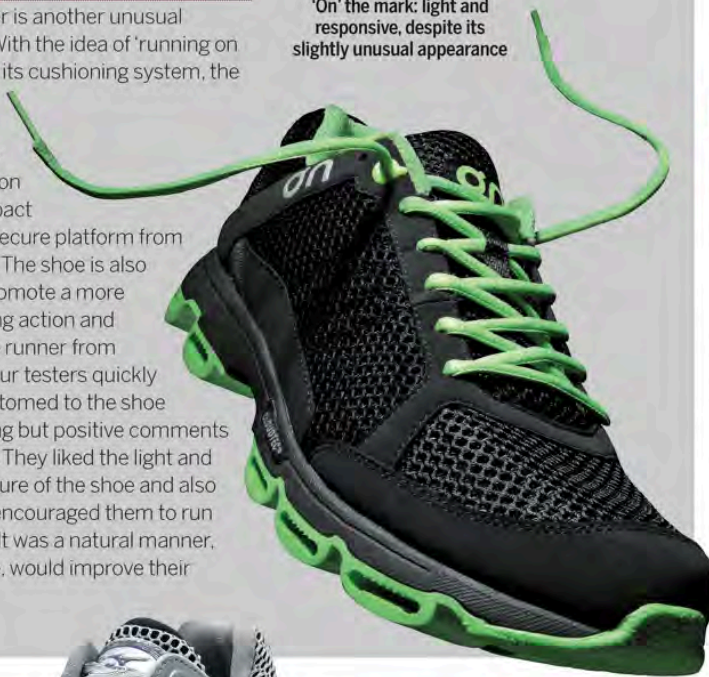 r is another unusual
With the idea of ‘running on
its cushioning system, the
on
pact
ecure platform from
The shoe is also
omote a more
ng action and
e runner from
ur testers quickly
tomed to the shoe
ng but positive comments
They liked the light and
ure of the shoe and also
encouraged them to run
lt was a natural manner,
, would improve their
‘On’ the mark: light and
responsive, despite its
slightly unusual appearance
on
on